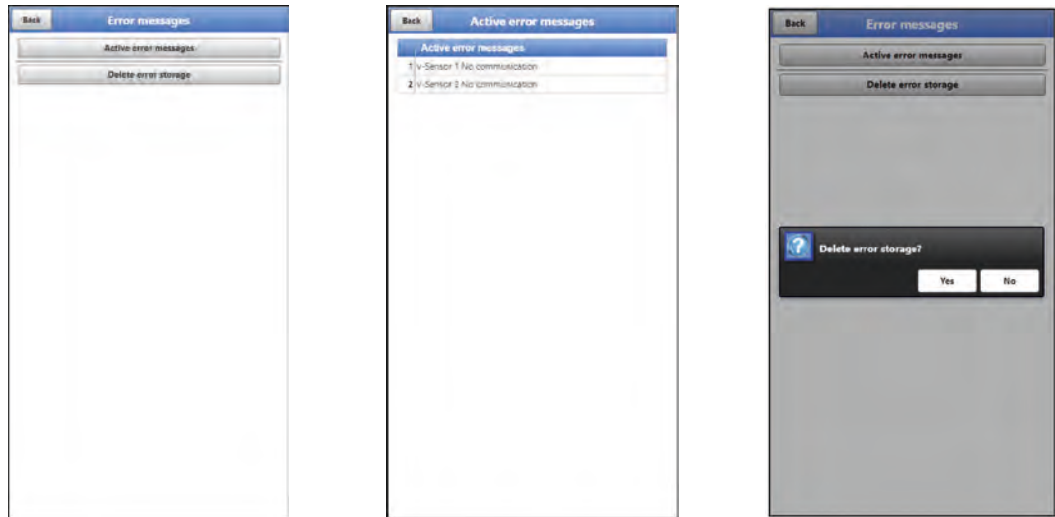 Back Error messages
Active error messages
Delete error storage
Back Active error messages
Active error messages
1 v-Sensor 1 No communication
2 v-Sensor 2 No communication
Back Error messages
Active error messages
Delete error storage
Delete error storage?
Yes No